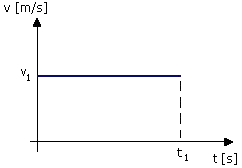 v [m/s]
v₁
t₁
t [s]